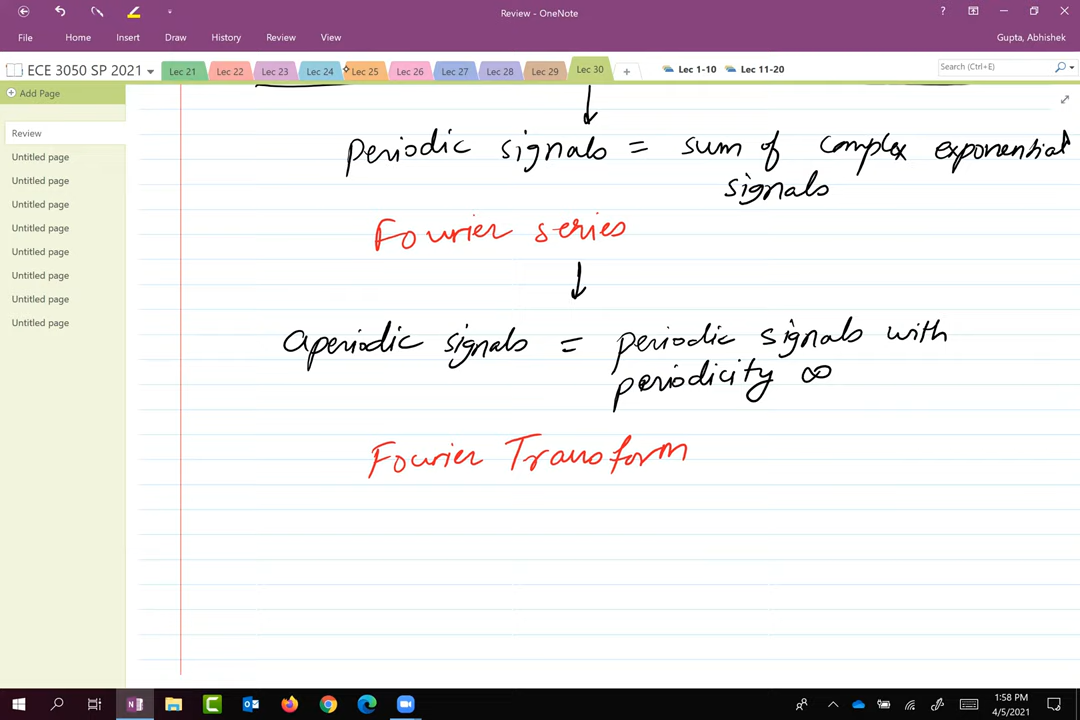 Review - OneNote
?
File
Home
Insert
Draw
History
Review
View
Gupta, Abhishek
ECE 3050 SP 2021
Lec 21
Lec 22
Lec 23
Lec 24
Lec 25
Lec 26
Lec 27
Lec 28
Lec 29
Lec 30
+
Lec 1-10
Lec 11-20
Search (Ctrl+E)
Add Page
Review
Untitled page
Untitled page
Untitled page
Untitled page
Untitled page
Untitled page
Untitled page
Untitled page
periodic signals = sum of complex exponential
signals
Fourier series
aperiodic signals = periodic signals with
periodicity ∞
Fourier Transform
1:58 PM
4/5/2021